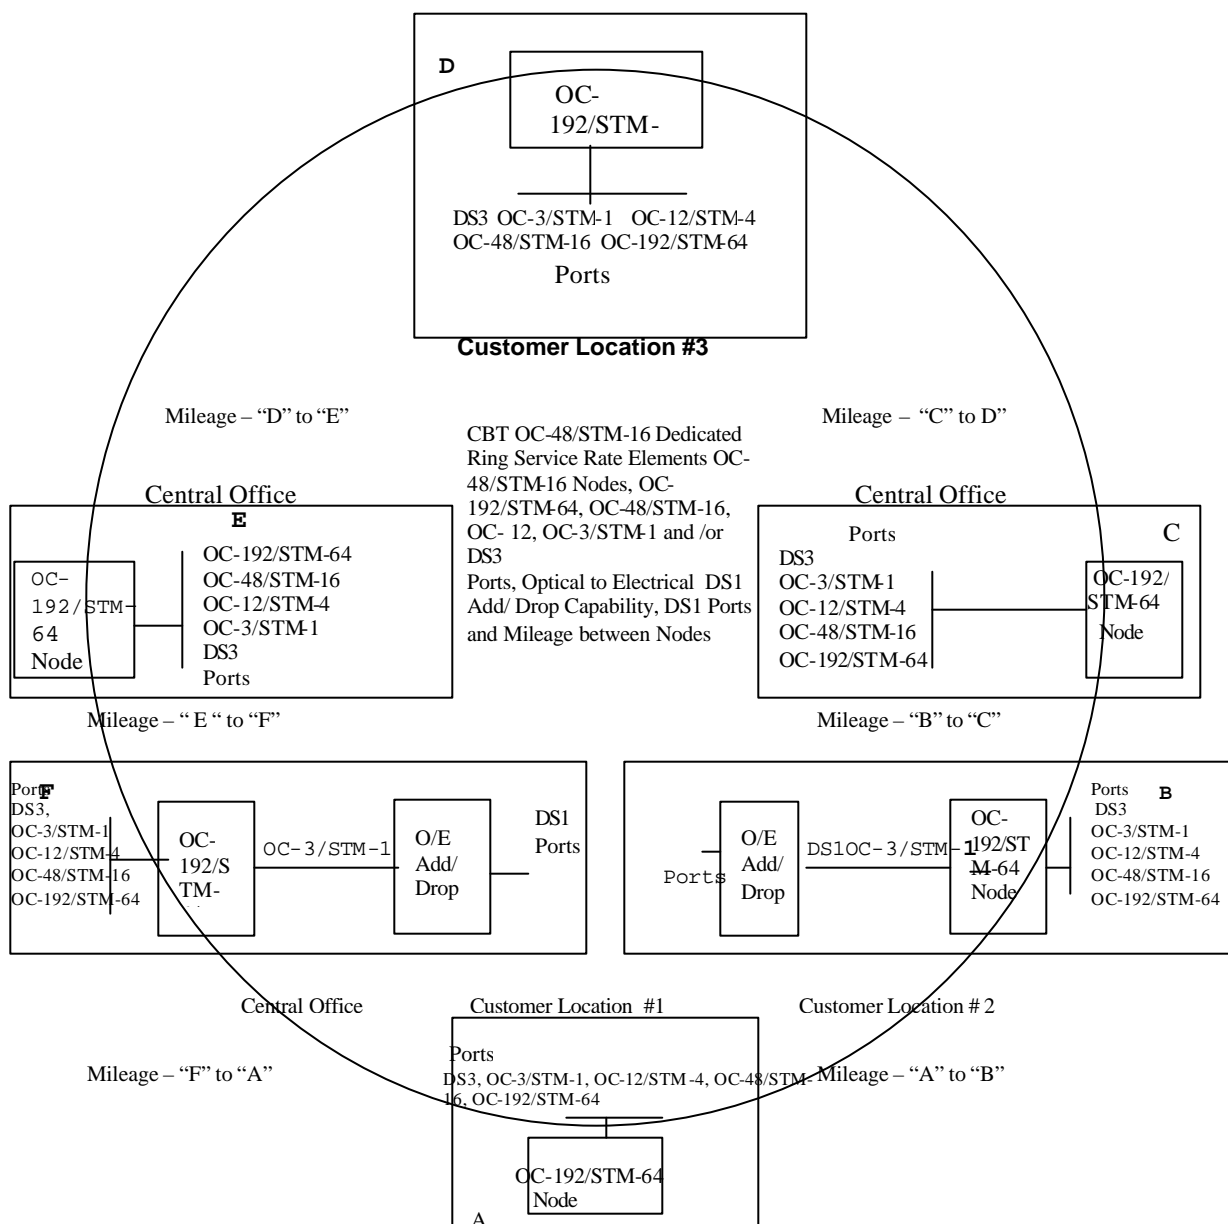 D
OC-
192/STM-
DS3 OC-3/STM-1 OC-12/STM-4
OC-48/STM-16 OC-192/STM-64
Ports
Customer Location #3
Mileage – “D” to “E”
Mileage – “C” to D”
CBT OC-48/STM-16 Dedicated
Ring Service Rate Elements OC-
48/STM-16 Nodes, OC-
192/STM-64, OC-48/STM-16,
OC- 12, OC-3/STM-1 and /or
DS3
Ports, Optical to Electrical DS1
Add/ Drop Capability, DS1 Ports
and Mileage between Nodes
Central Office
E
OC-
192/STM-
64
Node
OC-192/STM-64
OC-48/STM-16
OC-12/STM-4
OC-3/STM-1
DS3
Ports
Central Office
Ports
C
DS3
OC-3/STM-1
OC-12/STM-4
OC-48/STM-16
OC-192/STM-64
OC-192/
STM-64
Node
Mileage – “ E “ to “F”
Mileage – “B” to “C”
Ports
F
DS3,
OC-3/STM-1
OC-12/STM-4
OC-48/STM-16
OC-192/STM-64
OC-
192/S
TM-
OC-3/STM-1
O/E
Add/
Drop
DS1
Ports
Ports
O/E
Add/
Drop
DS1OC-3/STM-1
OC-
192/ST
M-64
Node
Ports
B
DS3
OC-3/STM-1
OC-12/STM-4
OC-48/STM-16
OC-192/STM-64
Central Office
Customer Location #1
Customer Location # 2
Mileage – “F” to “A”
Mileage – “A” to “B”
Ports
DS3, OC-3/STM-1, OC-12/STM-4, OC-48/STM-
16, OC-192/STM-64
OC-192/STM-64
Node
A